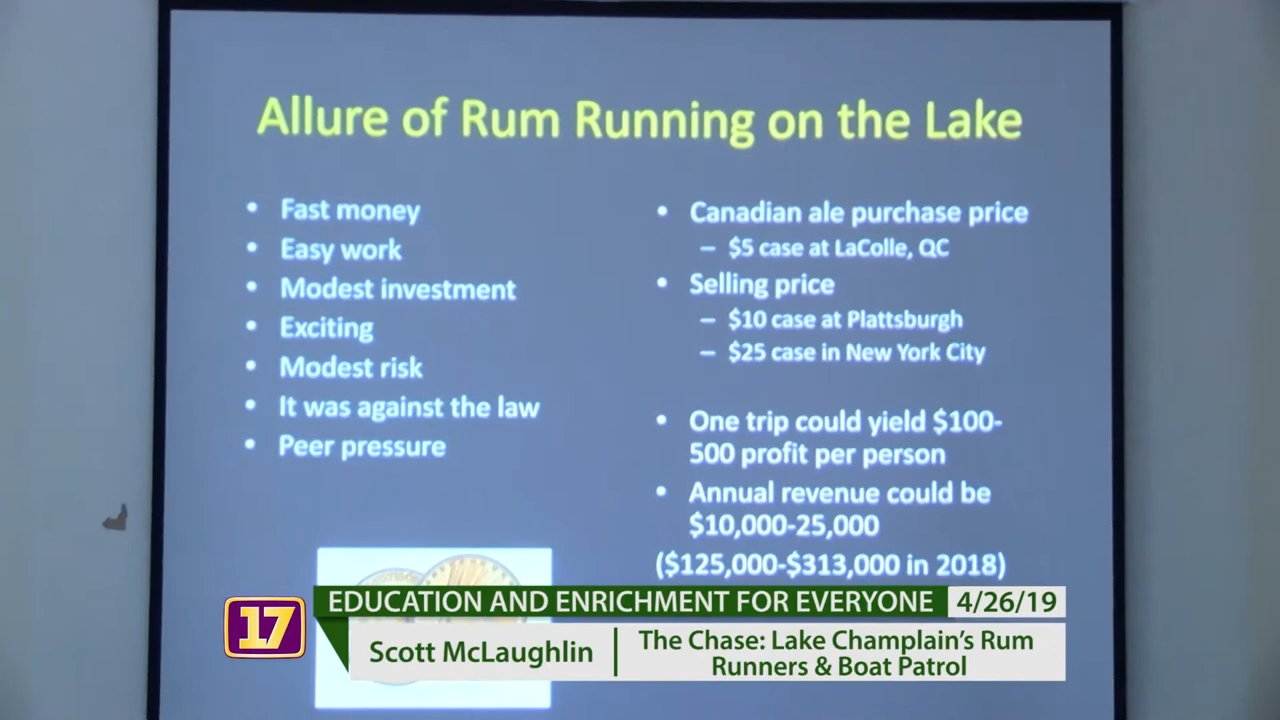 Allure of Rum Running on the Lake
• Fast money
• Easy work
• Modest investment
• Exciting
• Modest risk
• It was against the law
• Peer pressure
• Canadian ale purchase price
– $5 case at LaColle, QC
• Selling price
– $10 case at Plattsburgh
– $25 case in New York City
• One trip could yield $100-
500 profit per person
• Annual revenue could be
$10,000-25,000
($125,000-$313,000 in 2018)
17
EDUCATION AND ENRICHMENT FOR EVERYONE 4/26/19
Scott McLaughlin
The Chase: Lake Champlain's Rum
Runners & Boat Patrol